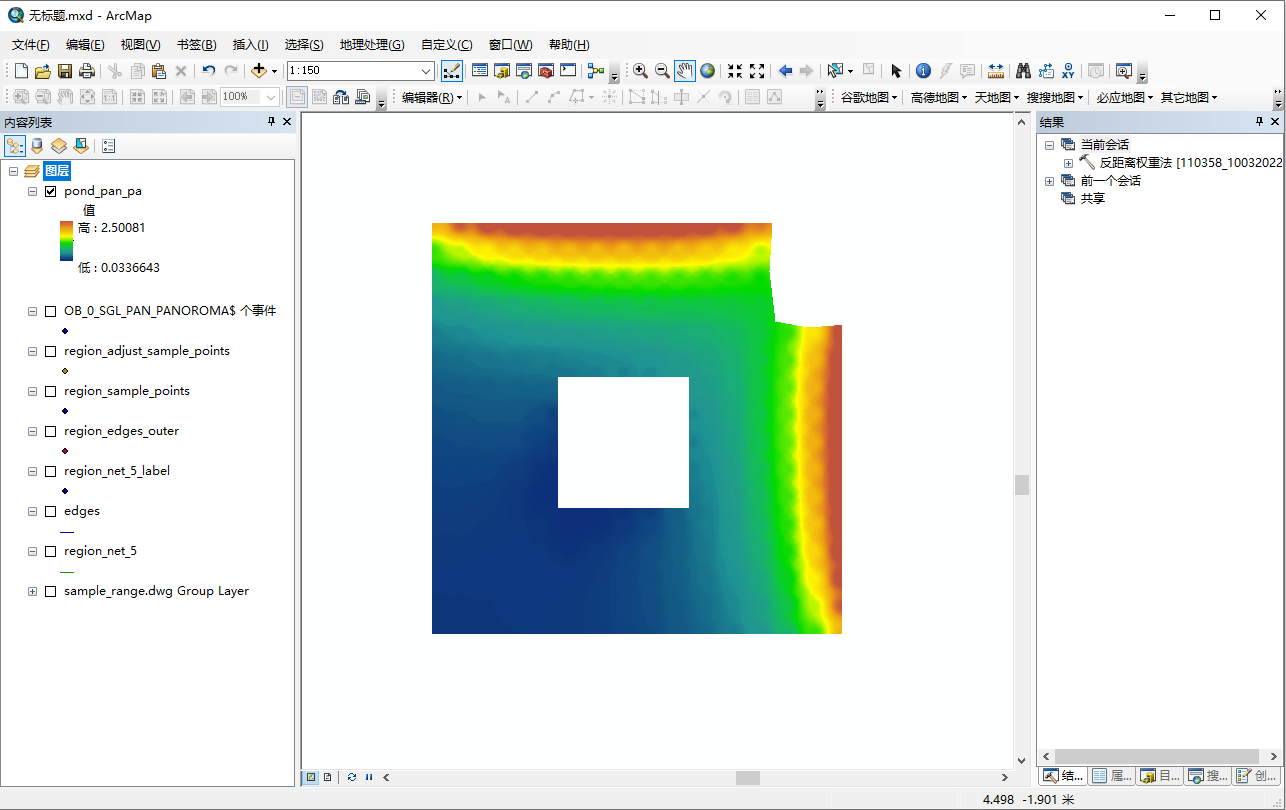 无标题.mxd - ArcMap
文件(F) 编辑(E) 视图(V) 书签(B) 插入(I) 选择(S) 地理处理(G) 自定义(C) 窗口(W) 帮助(H)
1:150
100% 编辑器(R) 谷歌地图 高德地图 天地图 搜搜地图 必应地图 其它地图
内容列表
图层
pond_pan_pa
值
高 : 2.50081
低 : 0.0336643
OB_0_SGL_PAN_PANOROMA$ 个事件
region_adjust_sample_points
region_sample_points
region_edges_outer
region_net_5_label
edges
region_net_5
sample_range.dwg Group Layer
结果
当前会话
反距离权重法 [110358_10032022
前一个会话
共享
结... 属... 目... 搜... 创...
4.498 -1.901 米